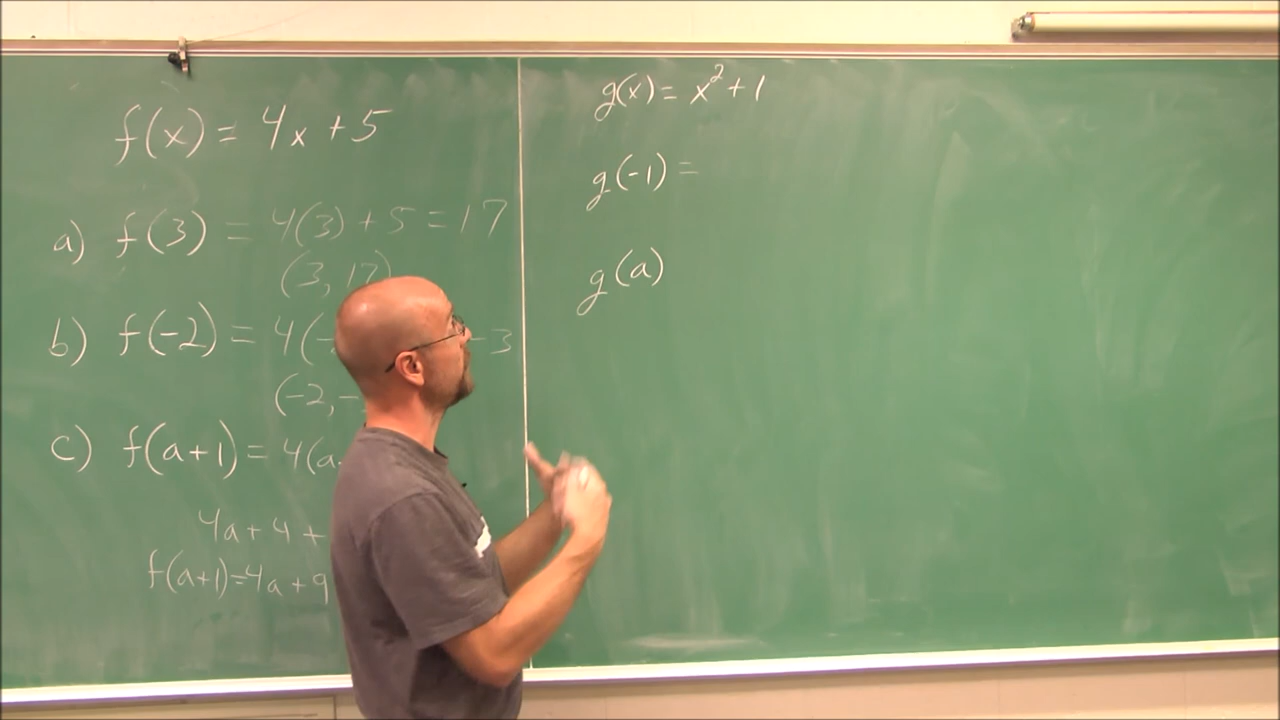 f(x) = 4x + 5
a) f(3) = 4(3) + 5 = 17
(3, 17)
b) f(-2) = 4(- - 3
(-2, -
c) f(a+1) = 4(a
4a + 4 +
f(a+1) = 4a + 9
g(x) = x² + 1
g(-1) =
g(a)